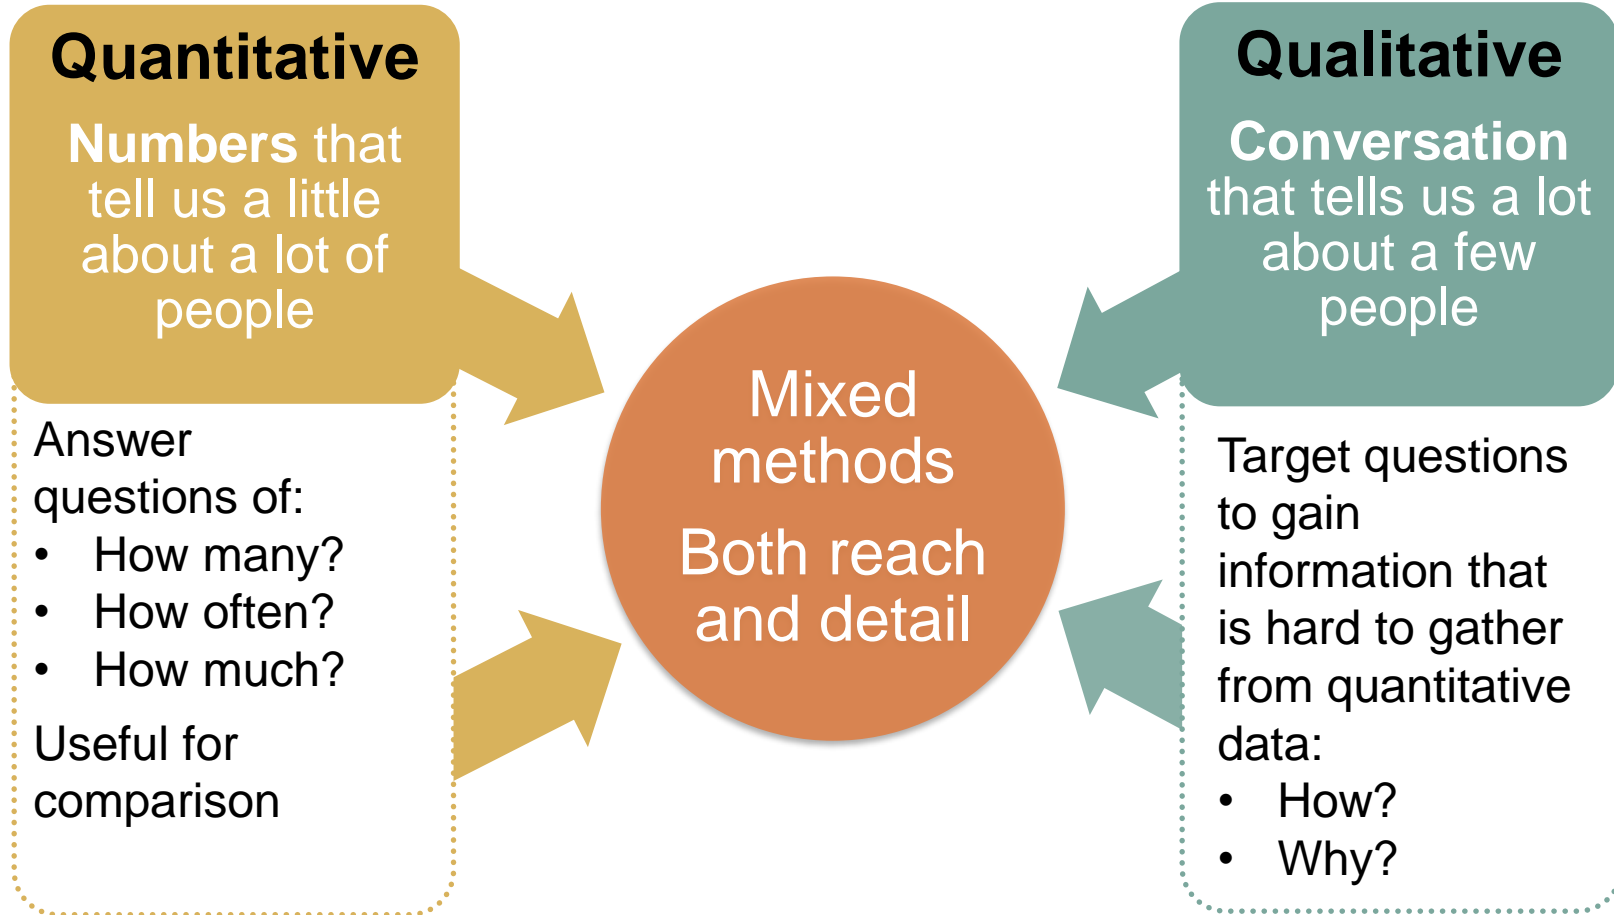 Quantitative
Numbers that
tell us a little
about a lot of
people
Answer
questions of:
• How many?
• How often?
• How much?
Useful for
comparison
Mixed
methods
Both reach
and detail
Qualitative
Conversation
that tells us a lot
about a few
people
Target questions
to gain
information that
is hard to gather
from quantitative
data:
• How?
• Why?